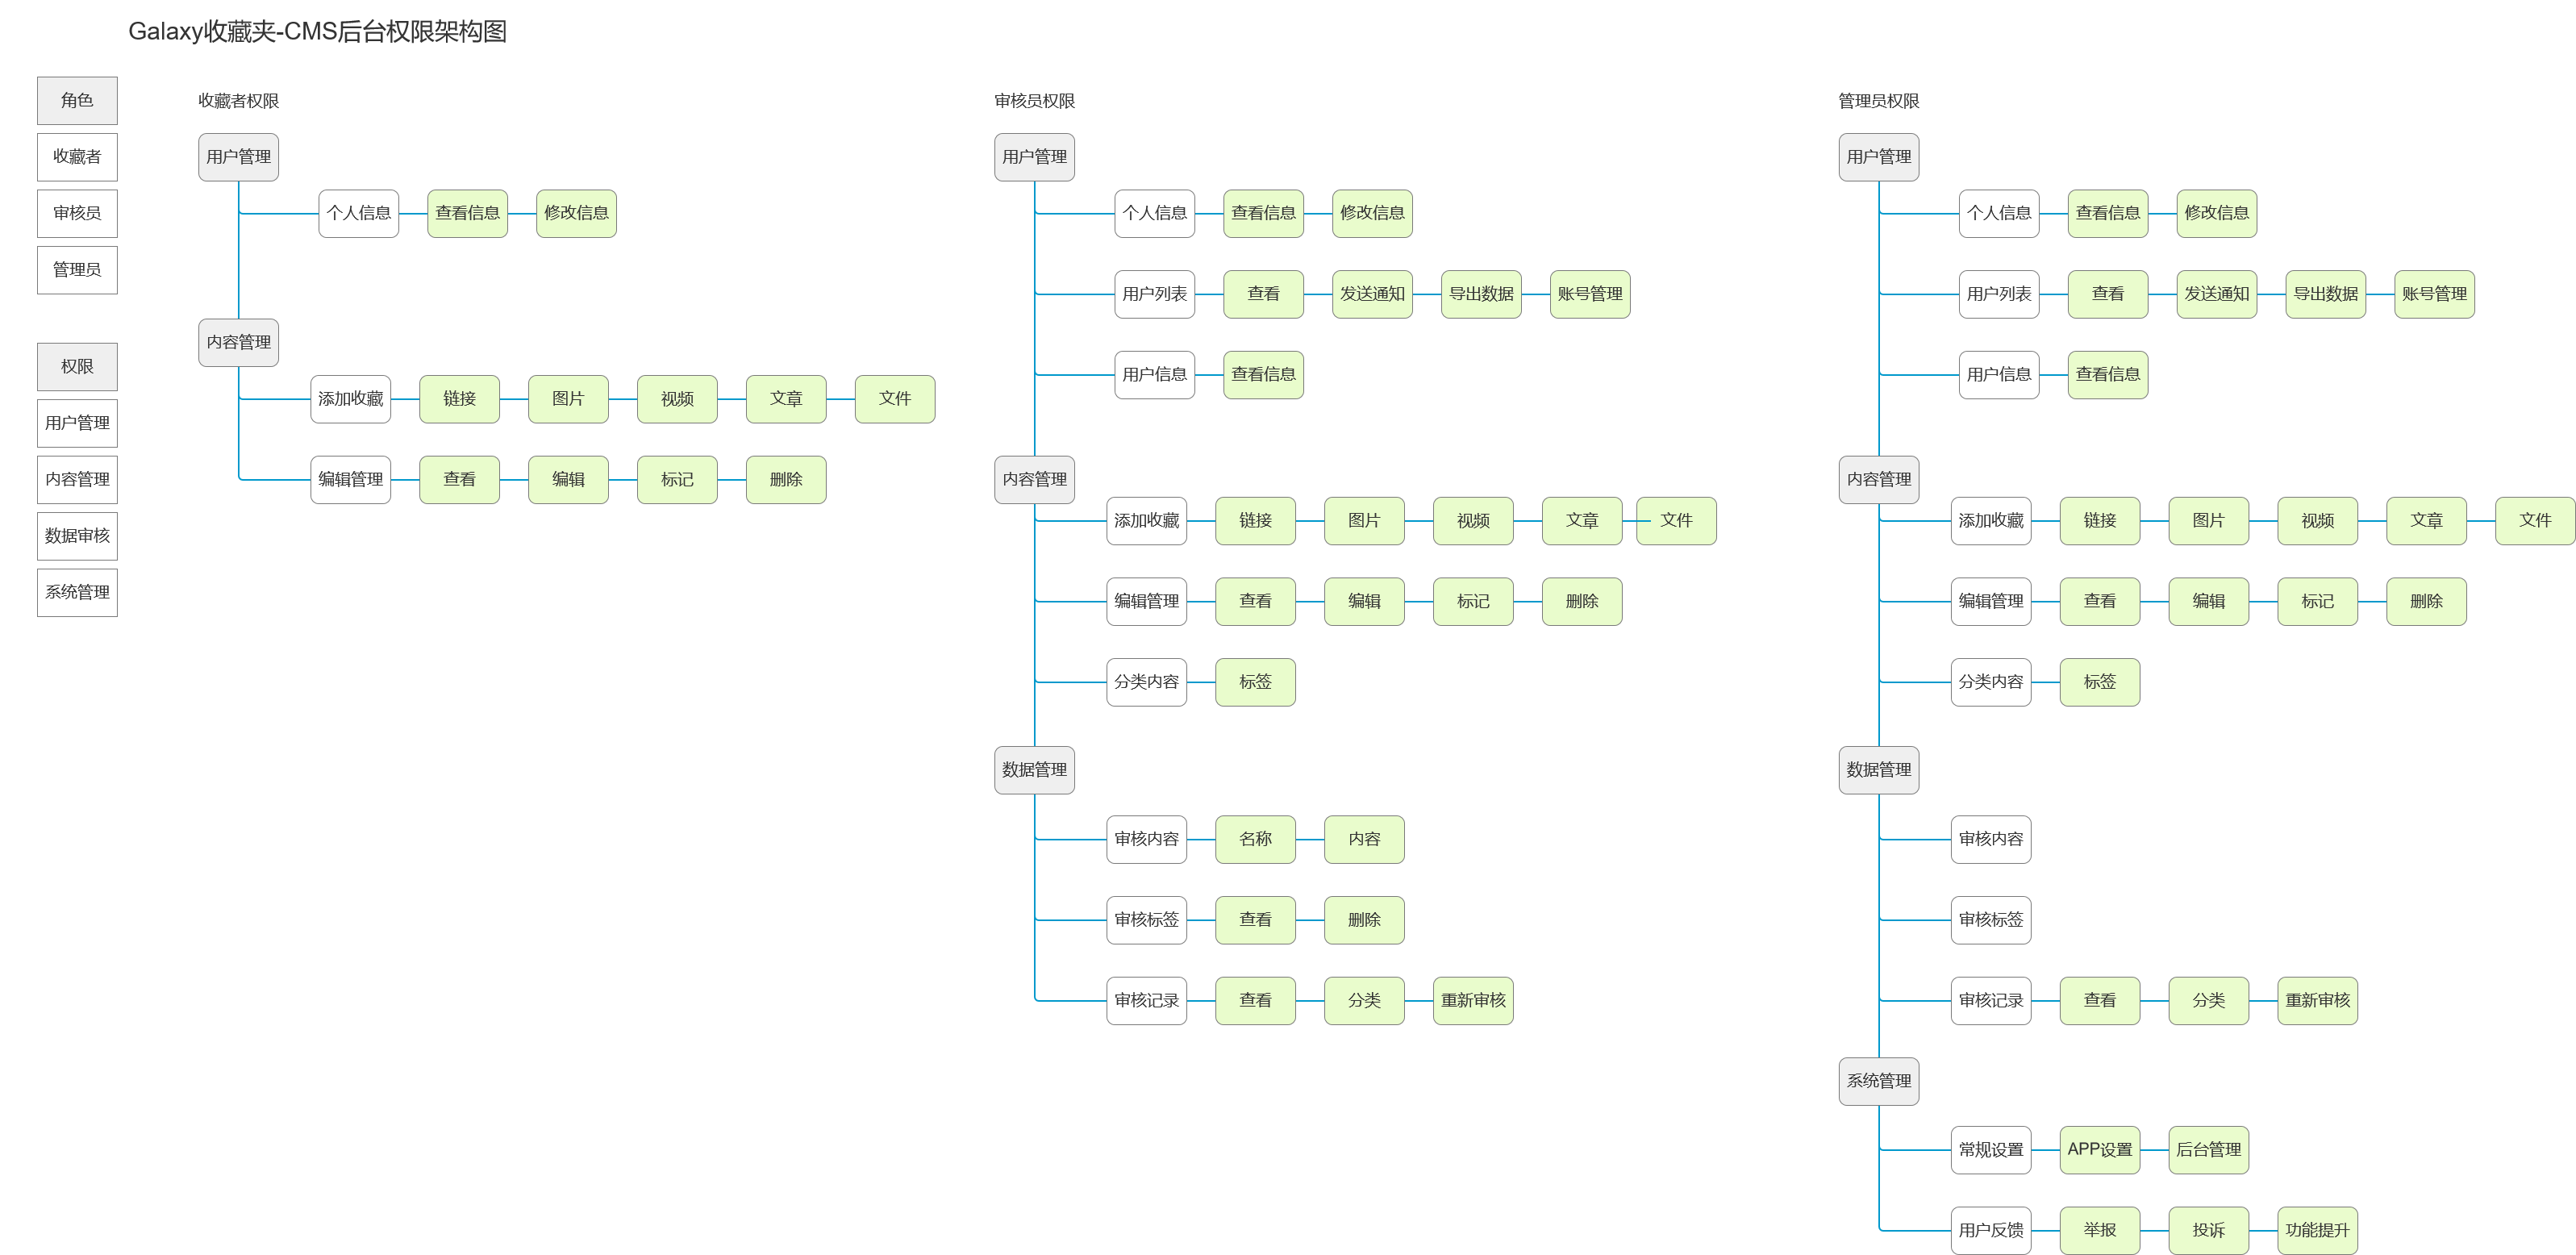 Galaxy收藏夹-CMS后台权限架构图
角色
收藏者
审核员
管理员
权限
用户管理
内容管理
数据审核
系统管理
收藏者权限
用户管理
个人信息 查看信息 修改信息
内容管理
添加收藏 链接 图片 视频 文章 文件
编辑管理 查看 编辑 标记 删除
审核员权限
用户管理
个人信息 查看信息 修改信息
用户列表 查看 发送通知 导出数据 账号管理
用户信息 查看信息
内容管理
添加收藏 链接 图片 视频 文章 文件
编辑管理 查看 编辑 标记 删除
分类内容 标签
数据管理
审核内容 名称 内容
审核标签 查看 删除
审核记录 查看 分类 重新审核
管理员权限
用户管理
个人信息 查看信息 修改信息
用户列表 查看 发送通知 导出数据 账号管理
用户信息 查看信息
内容管理
添加收藏 链接 图片 视频 文章 文件
编辑管理 查看 编辑 标记 删除
分类内容 标签
数据管理
审核内容
审核标签
审核记录 查看 分类 重新审核
系统管理
常规设置 APP设置 后台管理
用户反馈 举报 投诉 功能提升